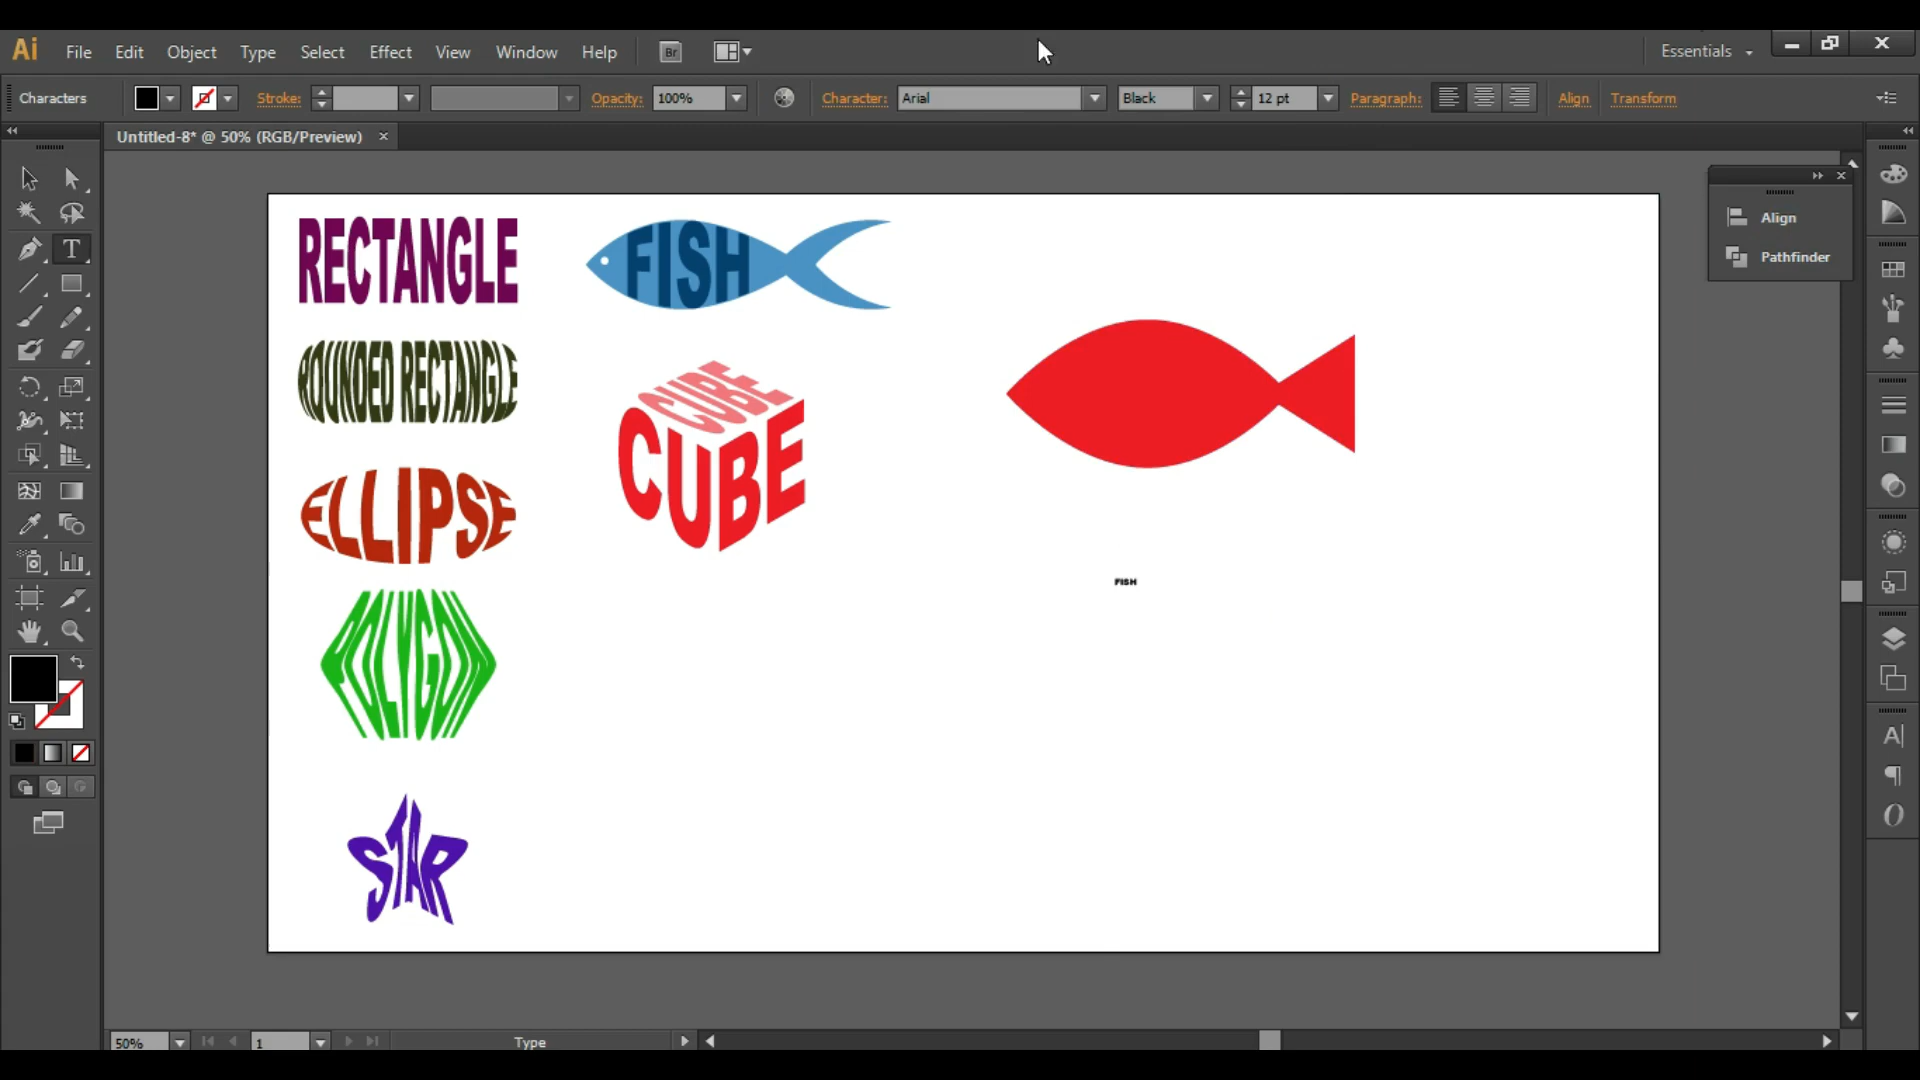 Ai File Edit Object Type Select Effect View Window Help Br Essentials
Characters Stroke: Opacity: 100% Character: Arial Black 12 pt Paragraph: Align Transform
Untitled-8* @ 50% (RGB/Preview)
Align
Pathfinder
RECTANGLE
FISH
ROUNDED RECTANGLE
CUBE
CUBE
ELLIPSE
FISH
POLYGON
STAR
50% 1 Type